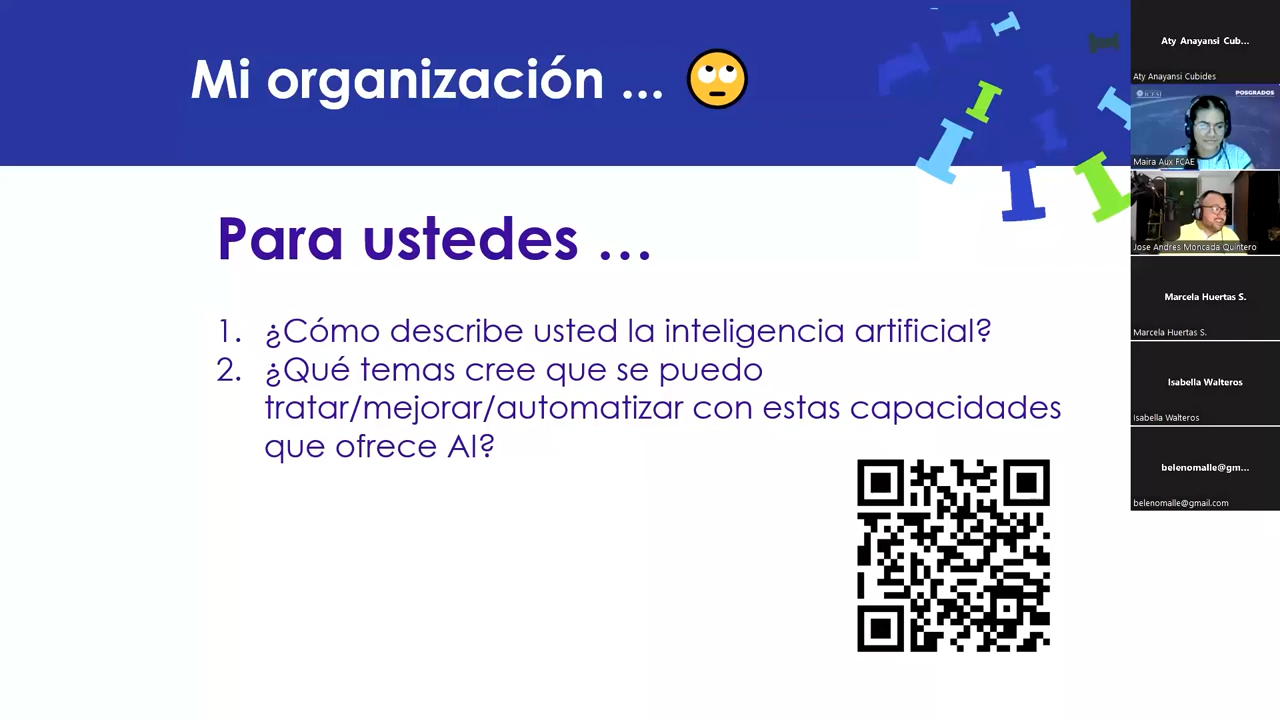 Mi organización ...
Para ustedes ...
1. ¿Cómo describe usted la inteligencia artificial?
2. ¿Qué temas cree que se puedo
tratar/mejorar/automatizar con estas capacidades
que ofrece AI?
Aty Anayansi Cub...
Aty Anayansi Cubides
POSGRADOS
Maira Aux FCAE
Jose Andres Moncada Quintero
Marcela Huertas S.
Marcela Huertas S.
Isabella Walteros
Isabella Walteros
belenomalle@gm...
belenomalle@gmail.com